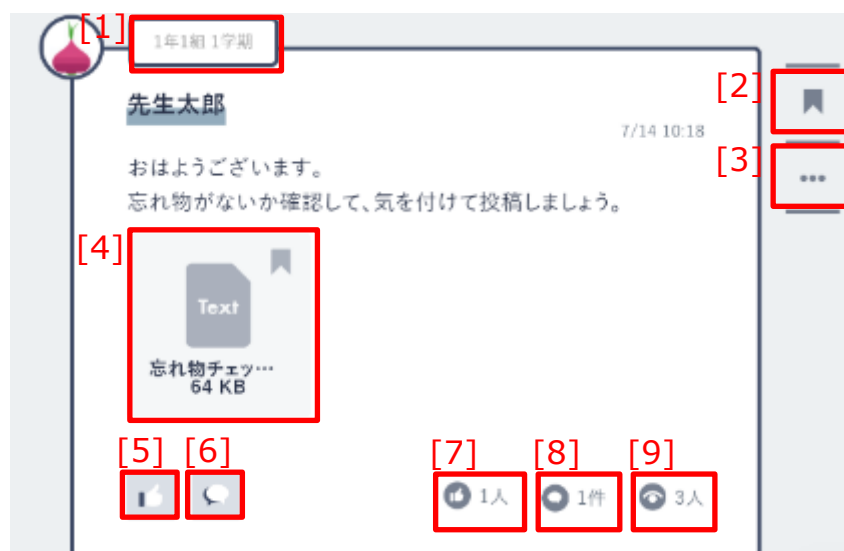 [1]
1年1組 1学期
先生太郎
[2]
7/14 10:18
[3]
おはようございます。
忘れ物がないか確認して、気を付けて投稿しましょう。
[4]
Text
忘れ物チェッ…
64 KB
[5] [6] [7] [8] [9]
1人 1件 3人